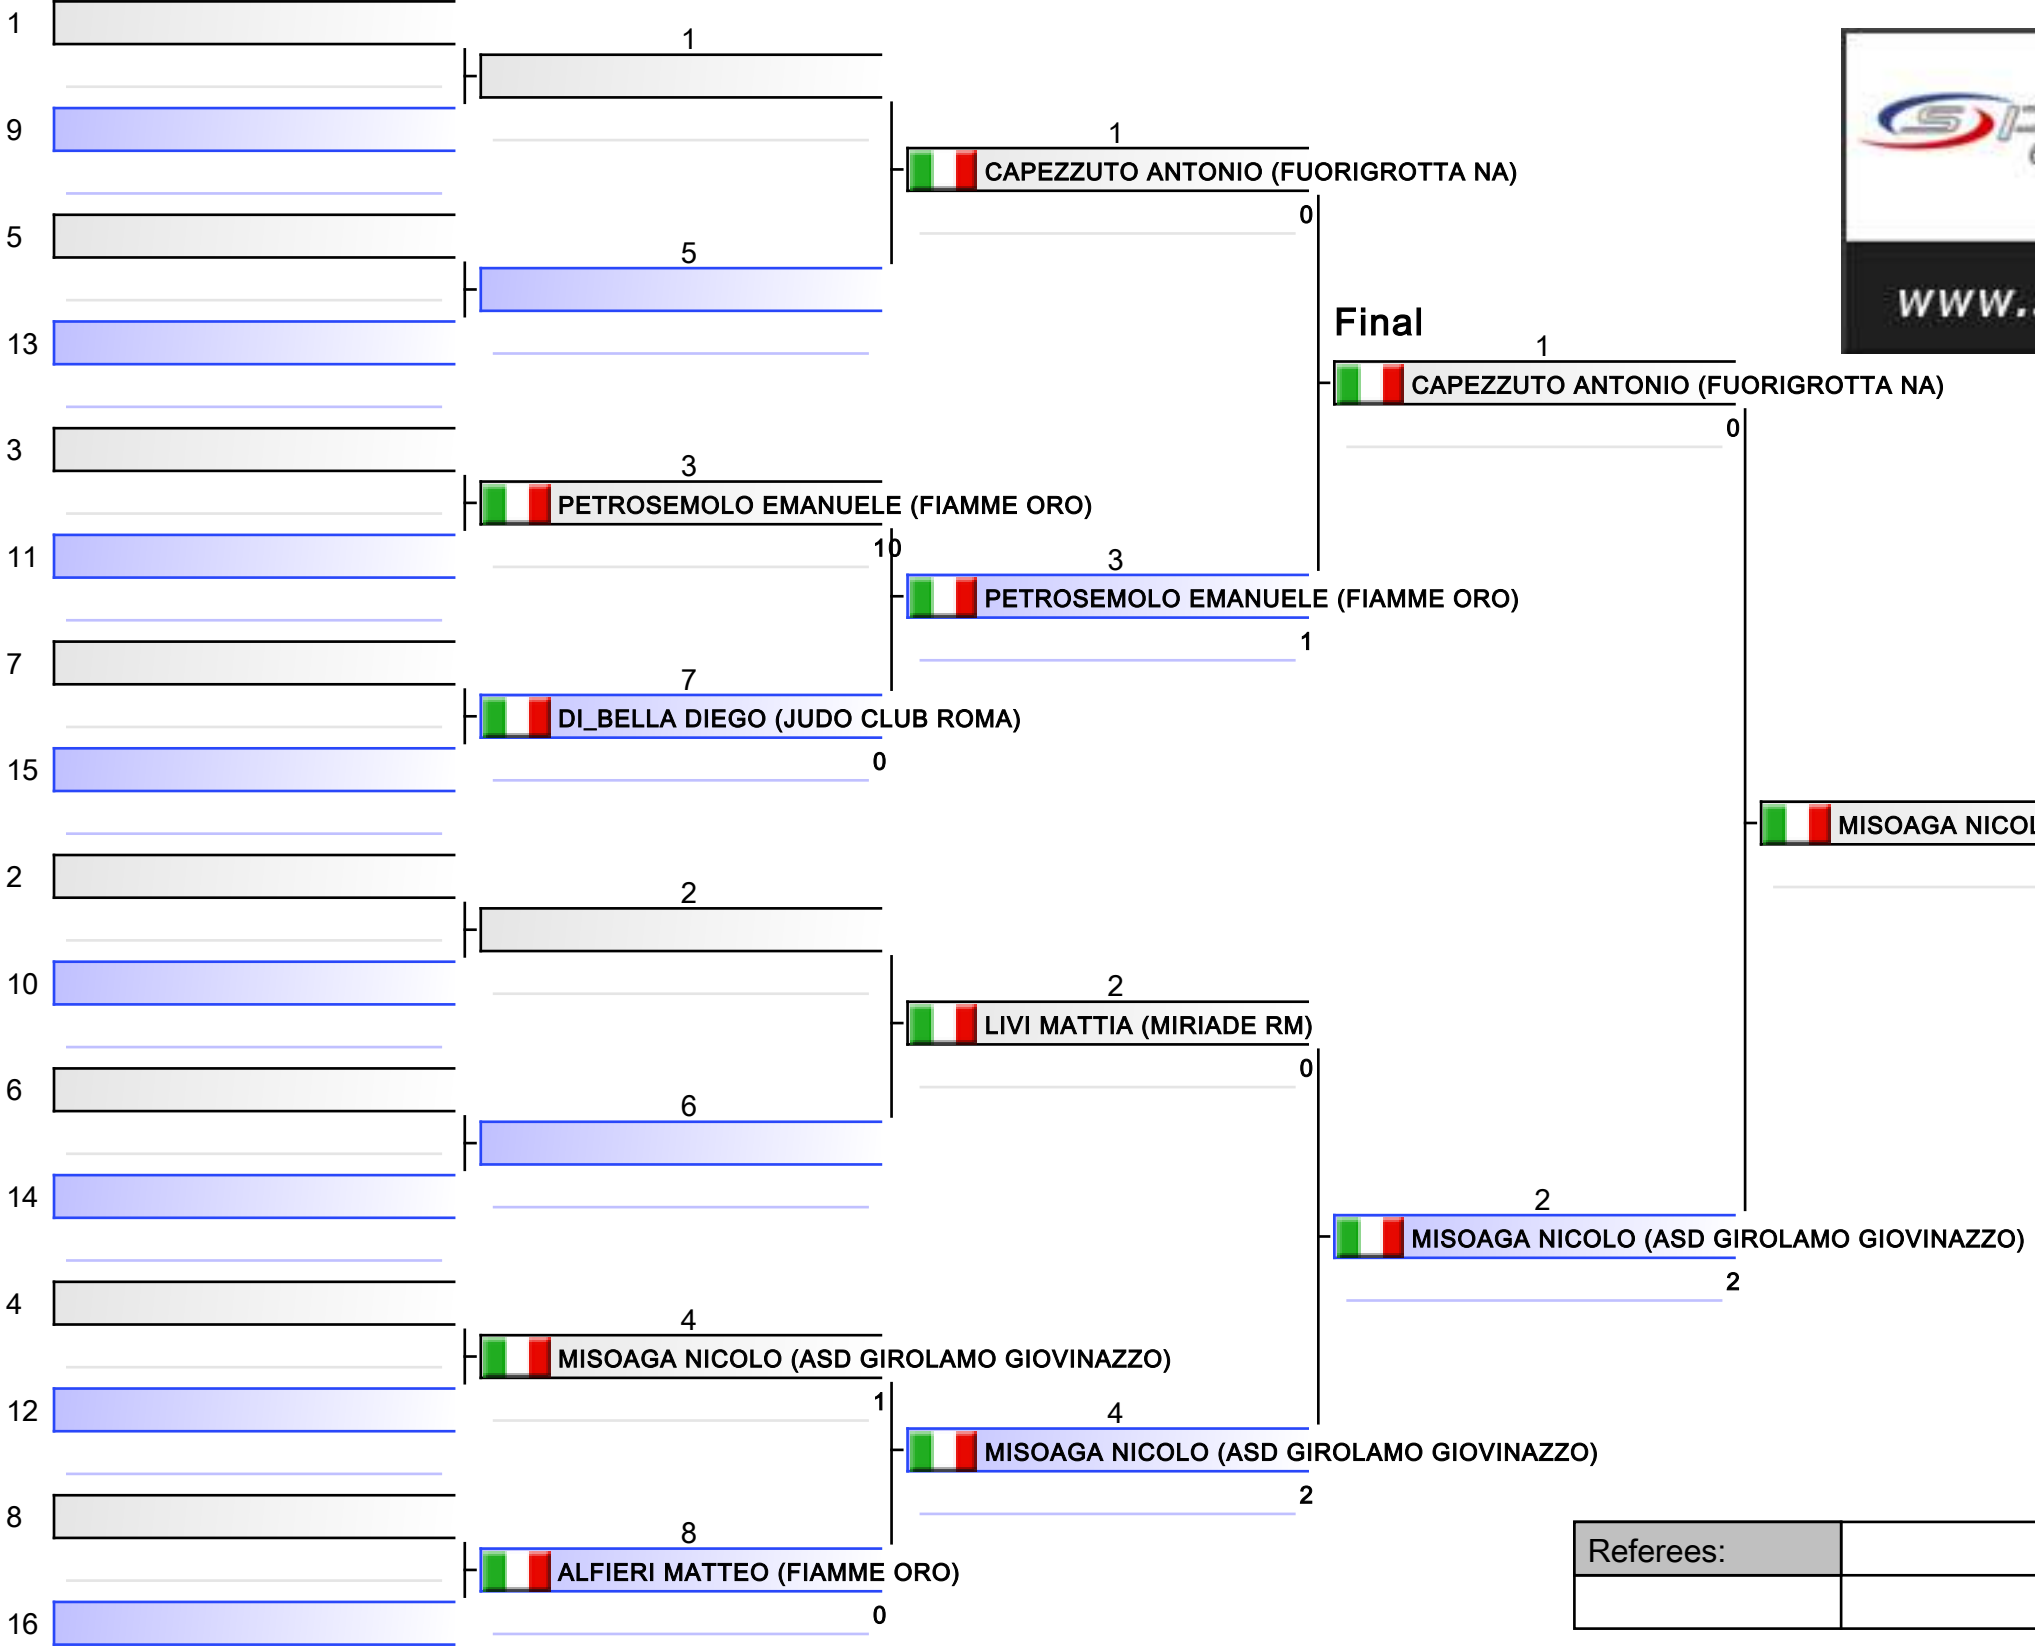 1
1
9
1
CAPEZZUTO ANTONIO (FUORIGROTTA NA)
0
5
5
13
Final
1
CAPEZZUTO ANTONIO (FUORIGROTTA NA)
0
www.
3
3
PETROSEMOLO EMANUELE (FIAMME ORO)
10
11
3
PETROSEMOLO EMANUELE (FIAMME ORO)
1
7
7
DI_BELLA DIEGO (JUDO CLUB ROMA)
0
15
MISOAGA NICOL
2
2
10
2
LIVI MATTIA (MIRIADE RM)
0
6
6
14
2
MISOAGA NICOLO (ASD GIROLAMO GIOVINAZZO)
2
4
4
MISOAGA NICOLO (ASD GIROLAMO GIOVINAZZO)
1
12
4
MISOAGA NICOLO (ASD GIROLAMO GIOVINAZZO)
2
8
8
ALFIERI MATTEO (FIAMME ORO)
0
16
Referees: